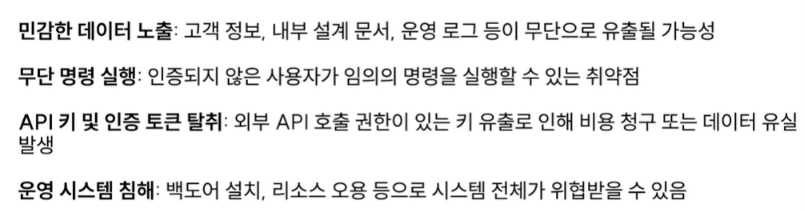 민감한 데이터 노출: 고객 정보, 내부 설계 문서, 운영 로그 등이 무단으로 유출될 가능성
무단 명령 실행: 인증되지 않은 사용자가 임의의 명령을 실행할 수 있는 취약점
API 키 및 인증 토큰 탈취: 외부 API 호출 권한이 있는 키 유출로 인해 비용 청구 또는 데이터 유실
발생
운영 시스템 침해: 백도어 설치, 리소스 오용 등으로 시스템 전체가 위협받을 수 있음